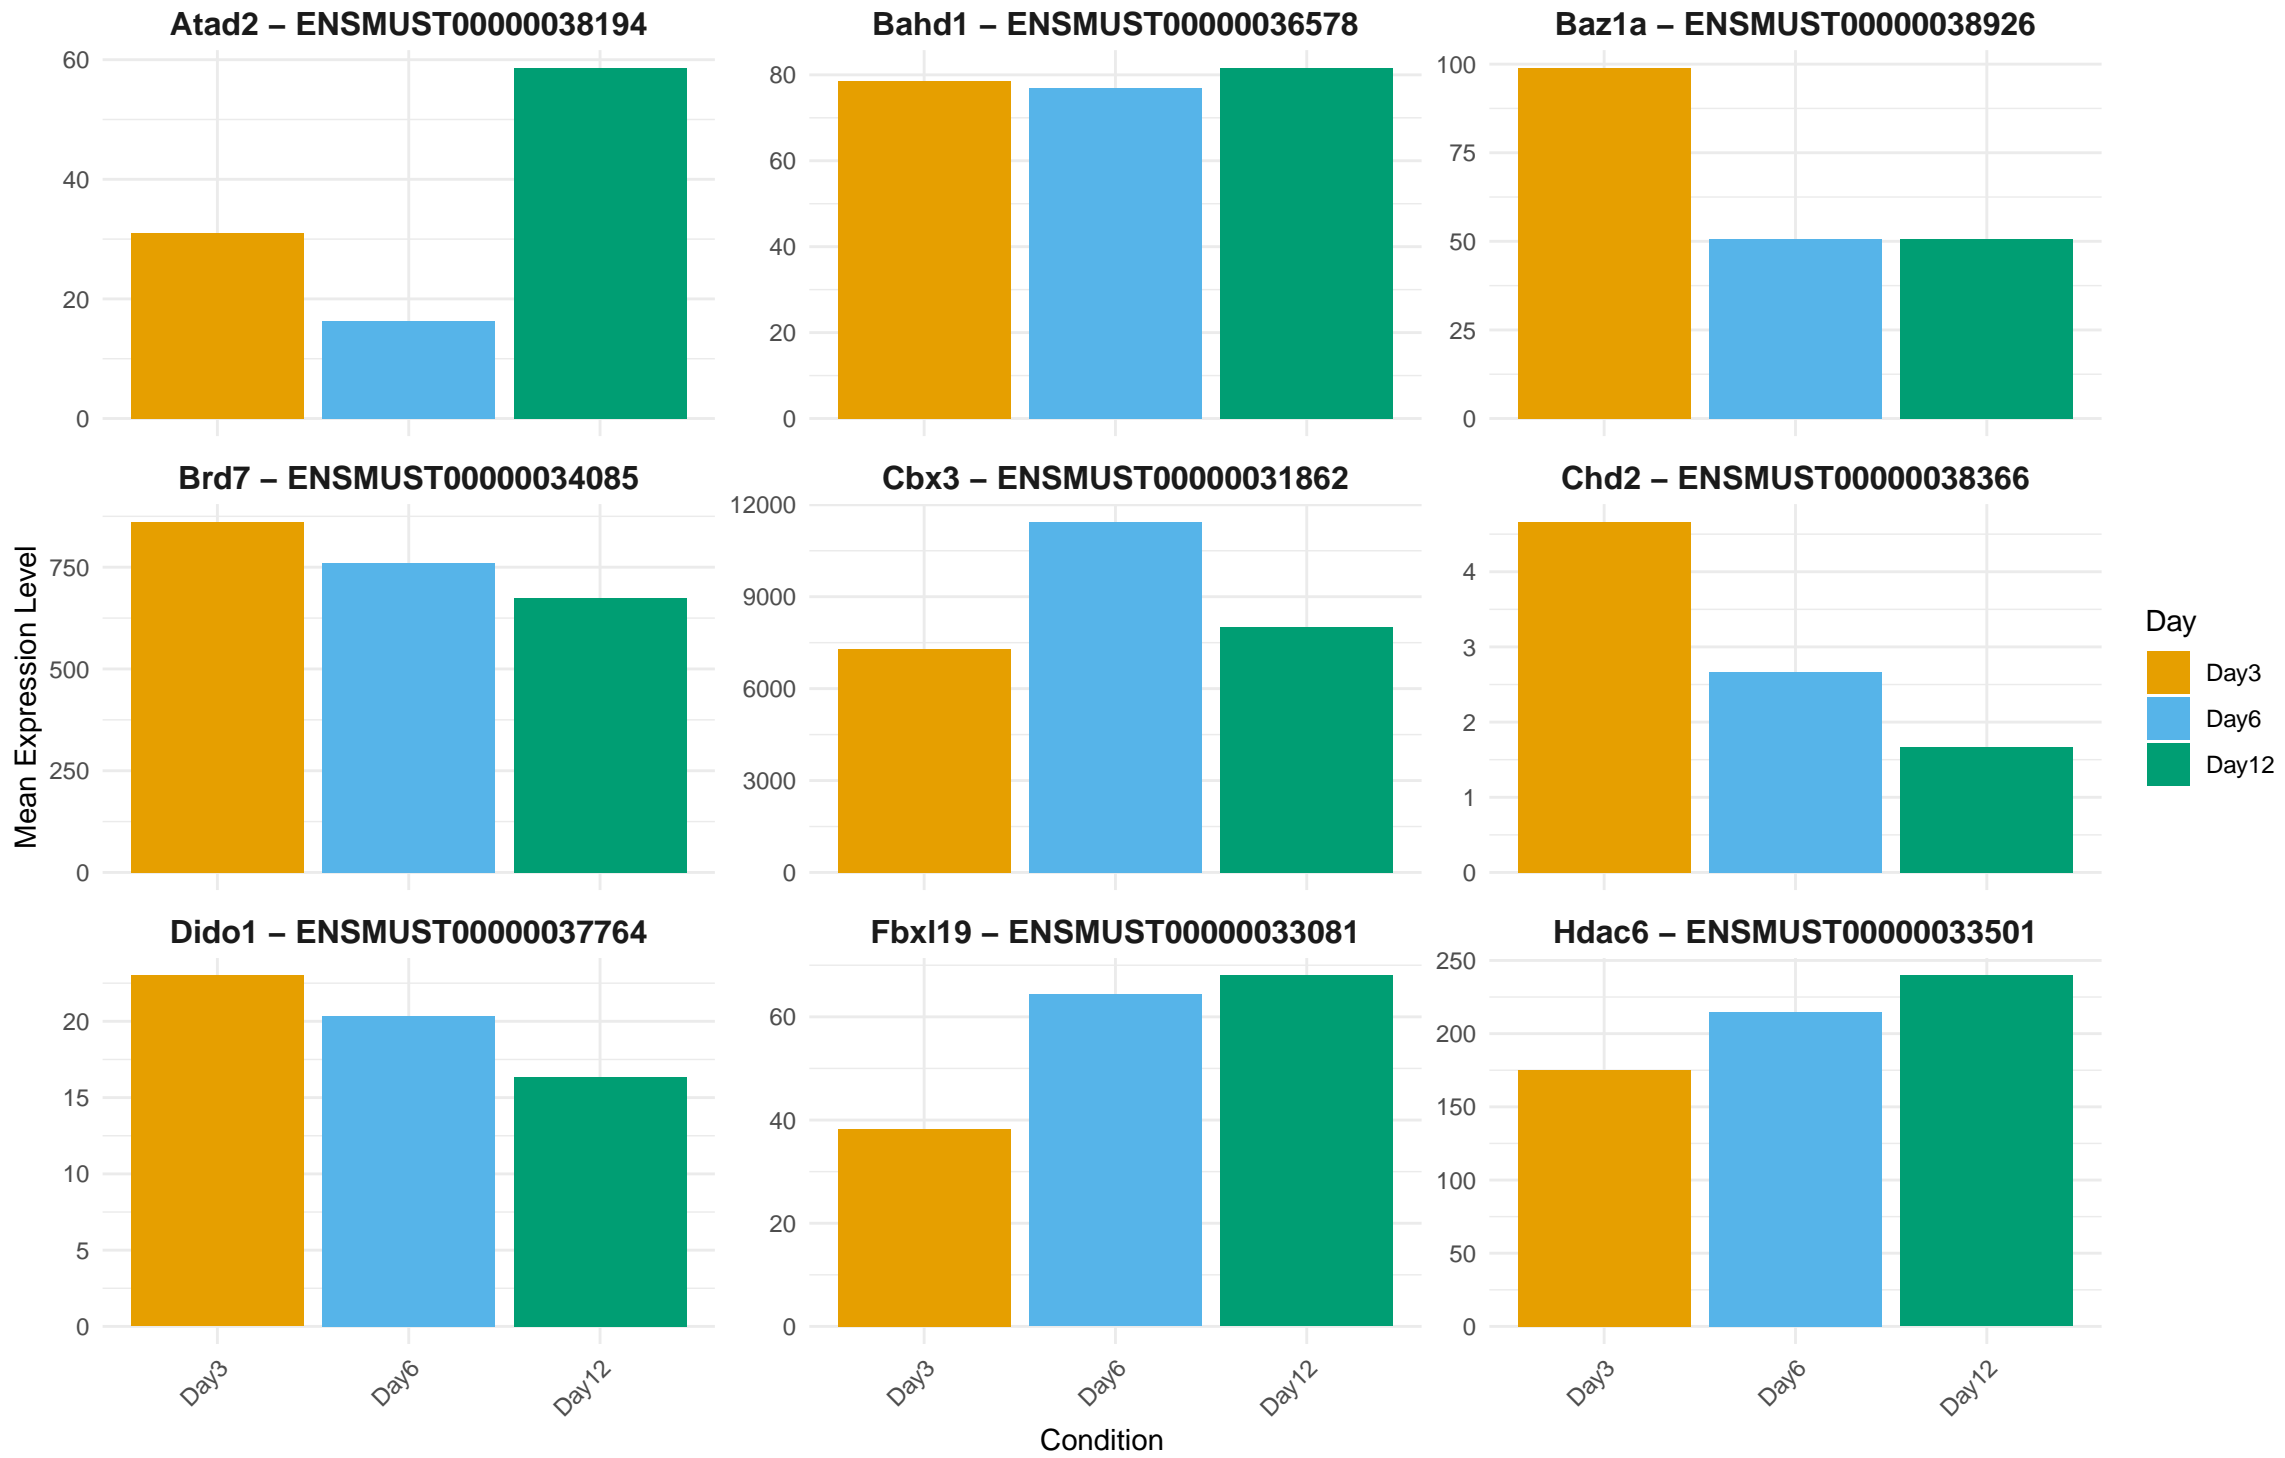 Atad2 – ENSMUST00000038194
Bahd1 – ENSMUST00000036578
Baz1a – ENSMUST00000038926
60
40
20
0
80
60
40
20
0
100
75
50
25
0
Brd7 – ENSMUST00000034085
Cbx3 – ENSMUST00000031862
Chd2 – ENSMUST00000038366
750
500
250
0
12000
9000
6000
3000
0
4
3
2
1
0
Dido1 – ENSMUST00000037764
Fbxl19 – ENSMUST00000033081
Hdac6 – ENSMUST00000033501
20
15
10
5
0
60
40
20
0
250
200
150
100
50
0
Day3
Day6
Day12
Day3
Day6
Day12
Day3
Day6
Day12
Condition
Mean Expression Level
Day
Day3
Day6
Day12